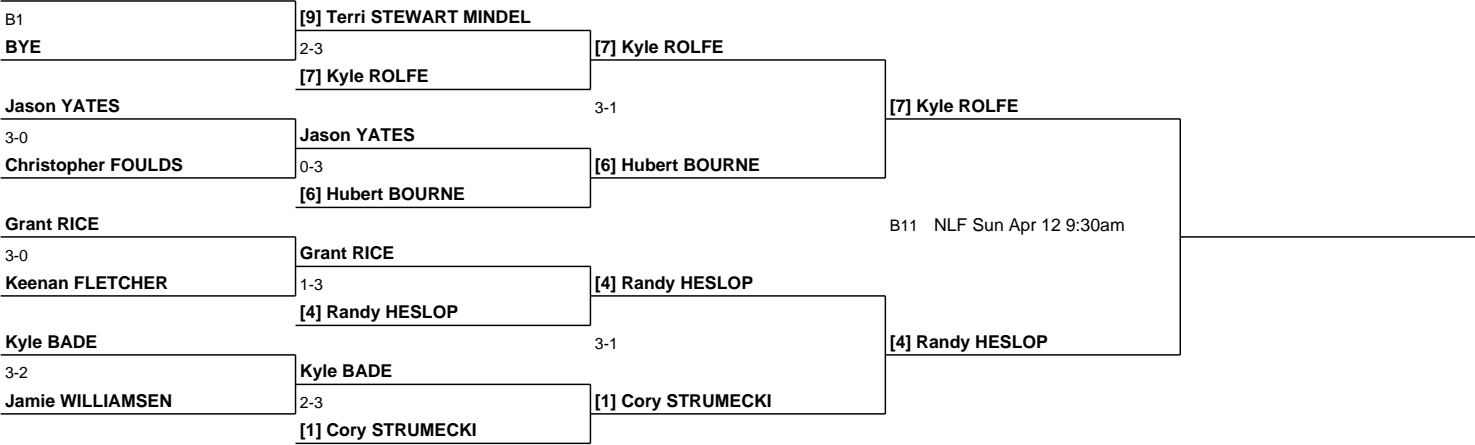 B1
BYE
[9] Terri STEWART MINDEL
2-3
[7] Kyle ROLFE
[7] Kyle ROLFE
Jason YATES
3-0
Christopher FOULDS
Jason YATES
0-3
[6] Hubert BOURNE
3-1
[6] Hubert BOURNE
[7] Kyle ROLFE
Grant RICE
3-0
Keenan FLETCHER
Grant RICE
1-3
[4] Randy HESLOP
[4] Randy HESLOP
B11 NLF Sun Apr 12 9:30am
Kyle BADE
3-2
Jamie WILLIAMSEN
Kyle BADE
2-3
[1] Cory STRUMECKI
3-1
[1] Cory STRUMECKI
[4] Randy HESLOP